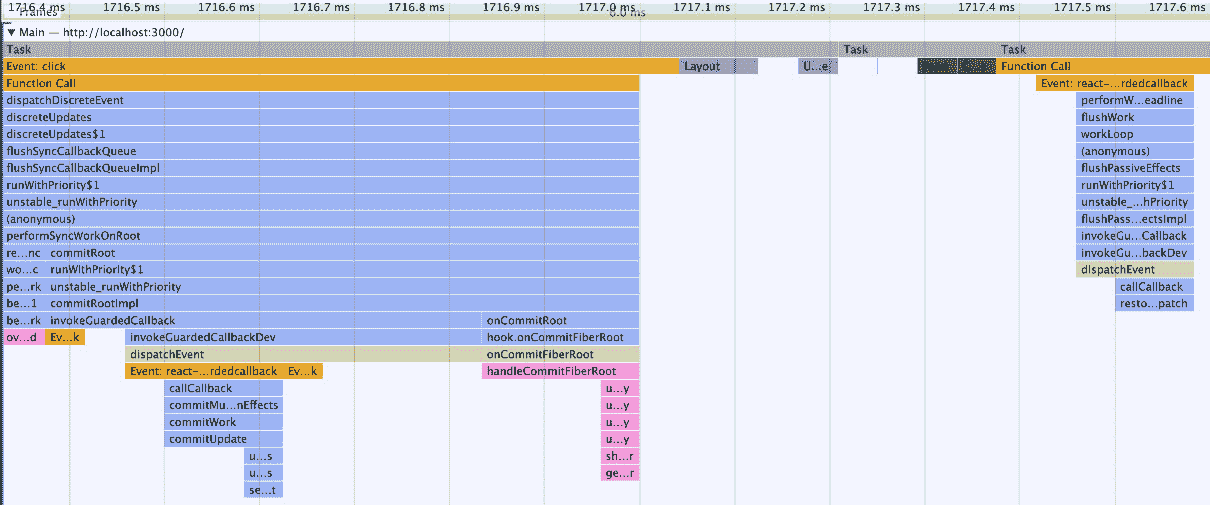 1716.4 ms 1716.5 ms 1716.6 ms 1716.7 ms 1716.8 ms 1716.9 ms 1717.0 ms 1717.1 ms 1717.2 ms 1717.3 ms 1717.4 ms 1717.5 ms 1717.6 ms
Frames 0.0 ms
▼ Main — http://localhost:3000/
Task Task Task
Event: click Layout U...e Function Call
Function Call Event: react-...rdedcallback
dispatchDiscreteEvent performW...eadline
discreteUpdates flushWork
discreteUpdates$1 workLoop
flushSyncCallbackQueue (anonymous)
flushSyncCallbackQueueImpl flushPassiveEffects
runWithPriority$1 runWithPriority$1
unstable_runWithPriority unstable_...hPriority
(anonymous) flushPass...ectsImpl
performSyncWorkOnRoot invokeGu...Callback
re...nc commitRoot invokeGu...backDev
wo...c runWithPriority$1 dispatchEvent
pe...rk unstable_runWithPriority callCallback
be...1 commitRootImpl resto...patch
be...rk invokeGuardedCallback onCommitRoot
ov...d Ev...k invokeGuardedCallbackDev hook.onCommitFiberRoot
dispatchEvent onCommitFiberRoot
Event: react-...rdedcallback Ev...k handleCommitFiberRoot
callCallback u...y
commitMu...nEffects u...y
commitWork u...y
commitUpdate u...y
u...s sh...r
u...s ge...r
se...t